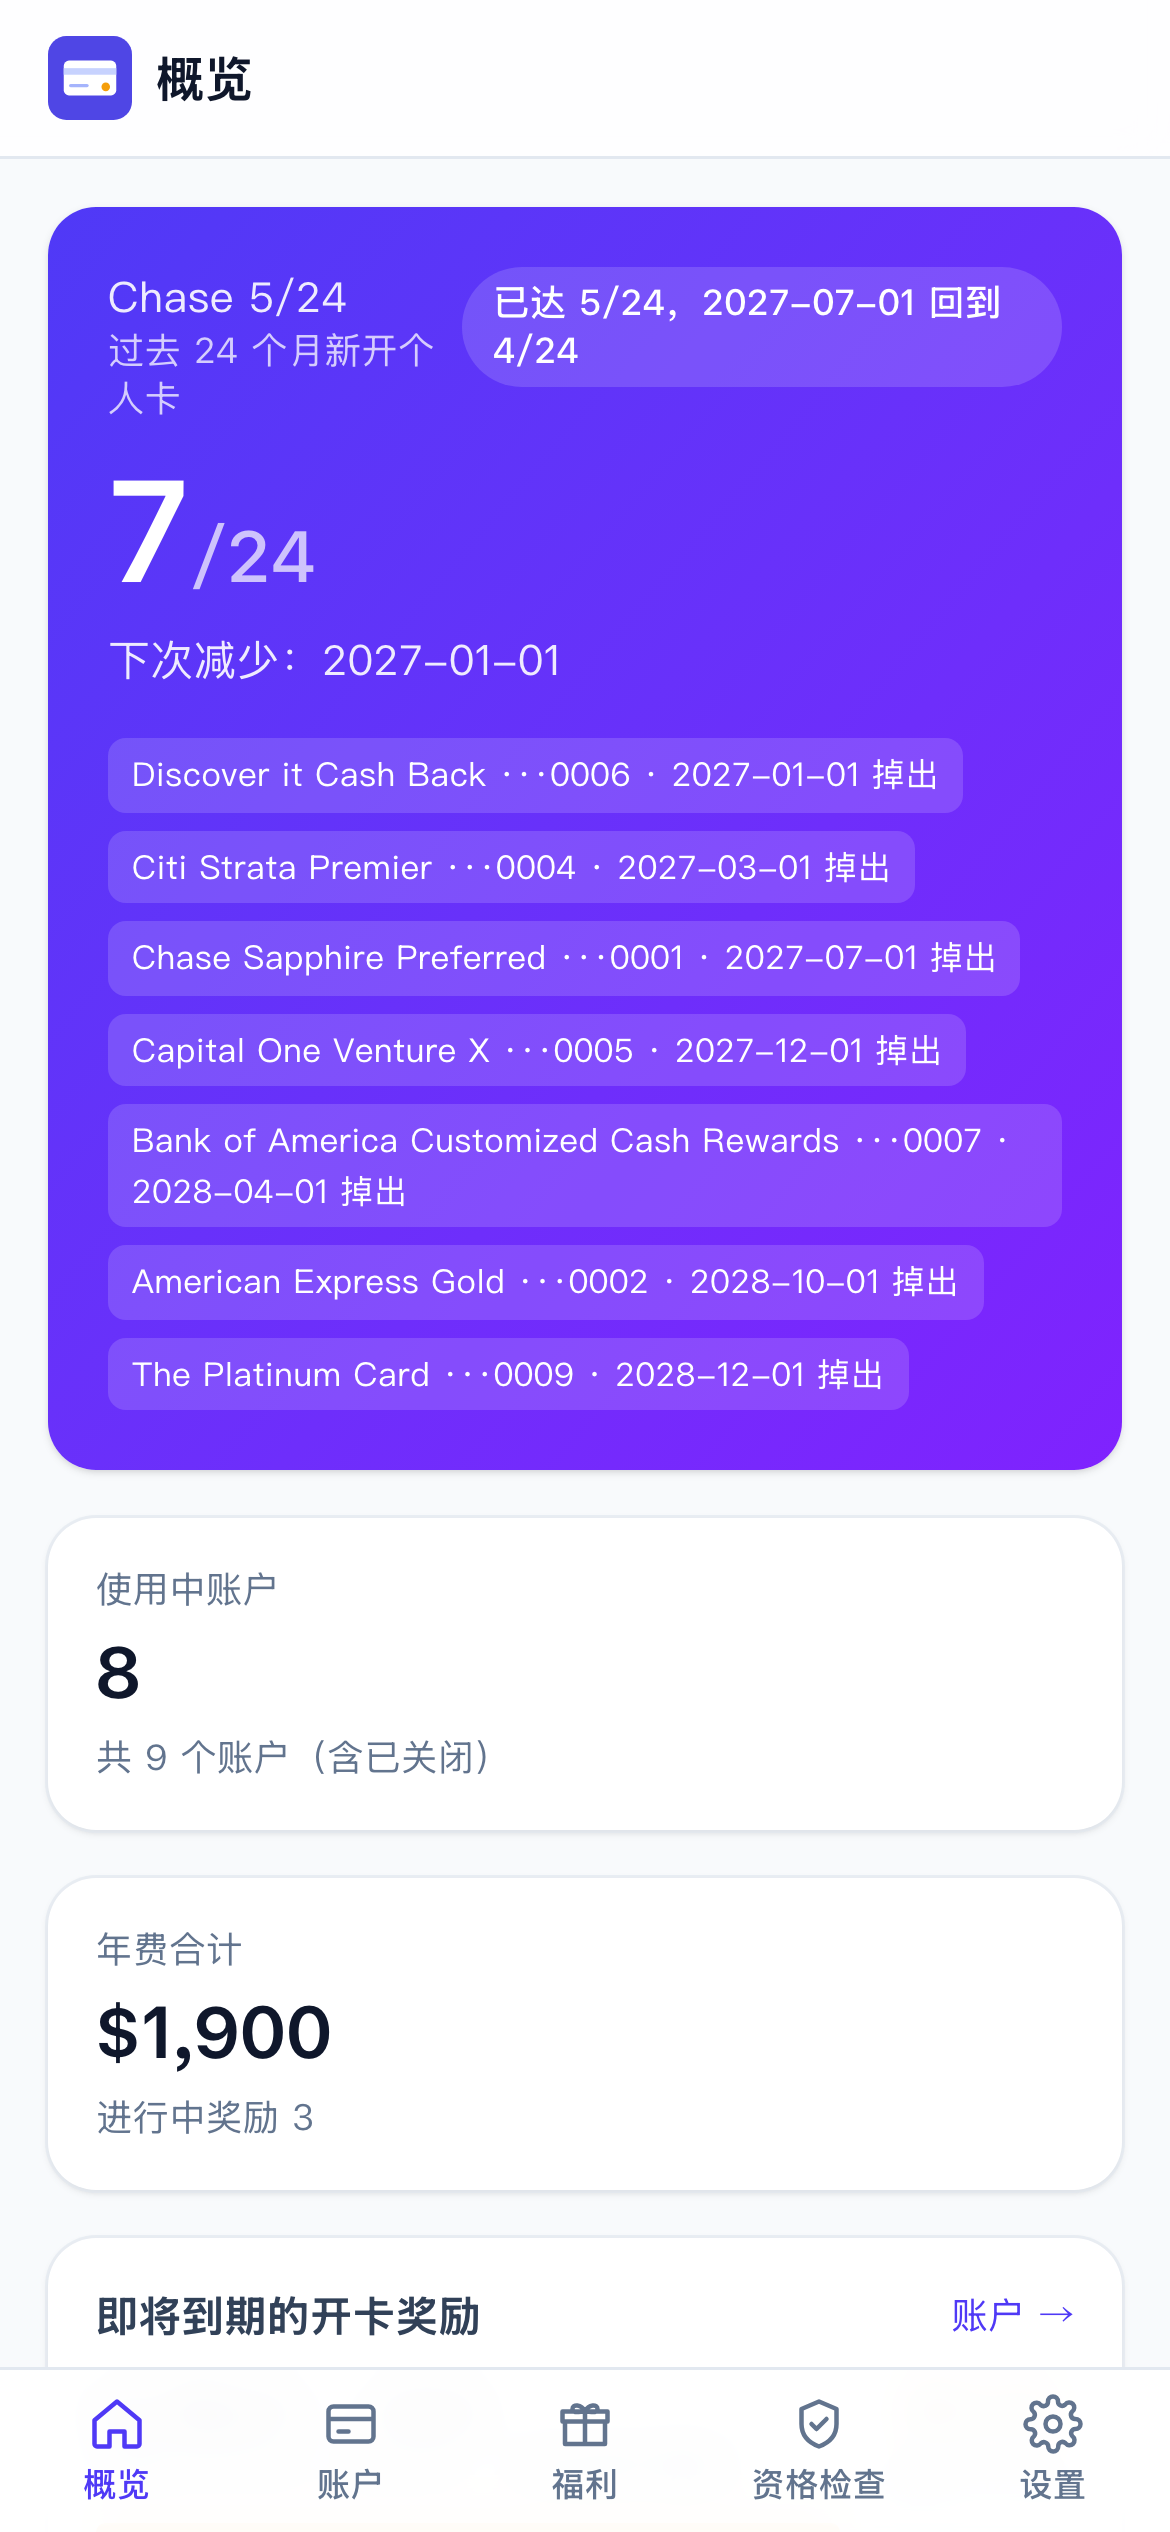 概览
Chase 5/24
过去 24 个月新开个
人卡
已达 5/24，2027-07-01 回到
4/24
7/24
下次减少：2027-01-01
Discover it Cash Back ···0006 · 2027-01-01 掉出
Citi Strata Premier ···0004 · 2027-03-01 掉出
Chase Sapphire Preferred ···0001 · 2027-07-01 掉出
Capital One Venture X ···0005 · 2027-12-01 掉出
Bank of America Customized Cash Rewards ···0007 ·
2028-04-01 掉出
American Express Gold ···0002 · 2028-10-01 掉出
The Platinum Card ···0009 · 2028-12-01 掉出
使用中账户
8
共 9 个账户（含已关闭）
年费合计
$1,900
进行中奖励 3
即将到期的开卡奖励
账户 →
概览
账户
福利
资格检查
设置